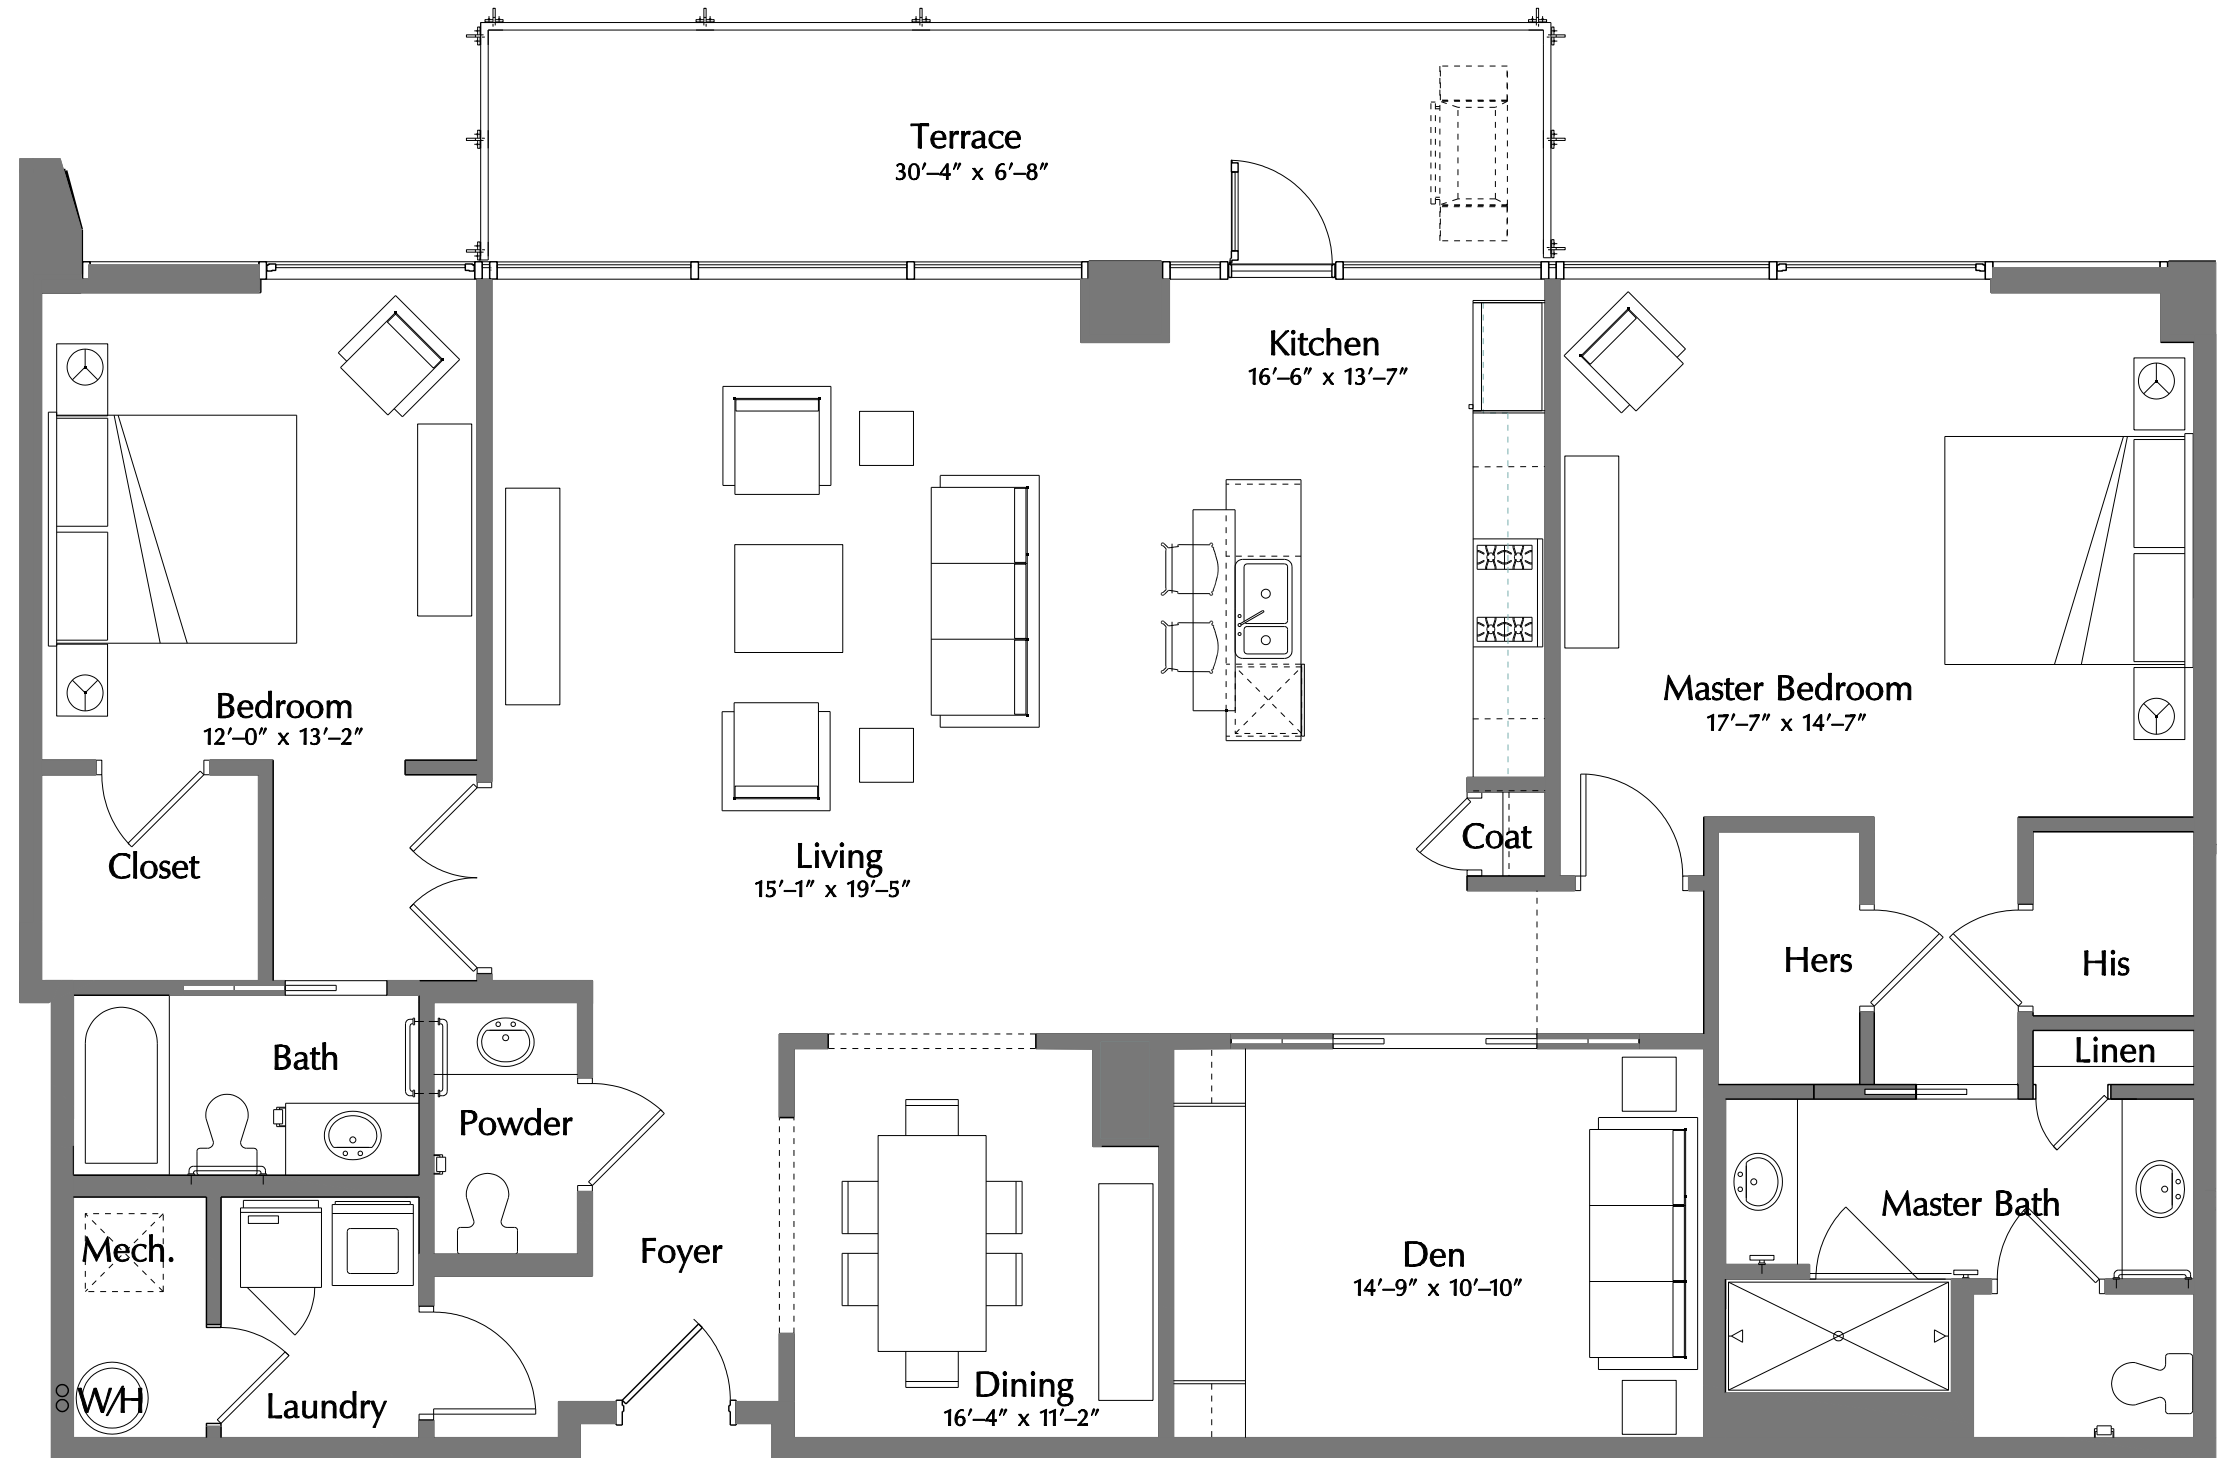 Terrace
30′–4″ x 6′–8″
Kitchen
16′–6″ x 13′–7″
Bedroom
12′–0″ x 13′–2″
Master Bedroom
17′–7″ x 14′–7″
Closet
Living
15′–1″ x 19′–5″
Coat
Hers
His
Bath
Linen
Powder
Master Bath
Mech.
Foyer
Den
14′–9″ x 10′–10″
W/H
Laundry
Dining
16′–4″ x 11′–2″